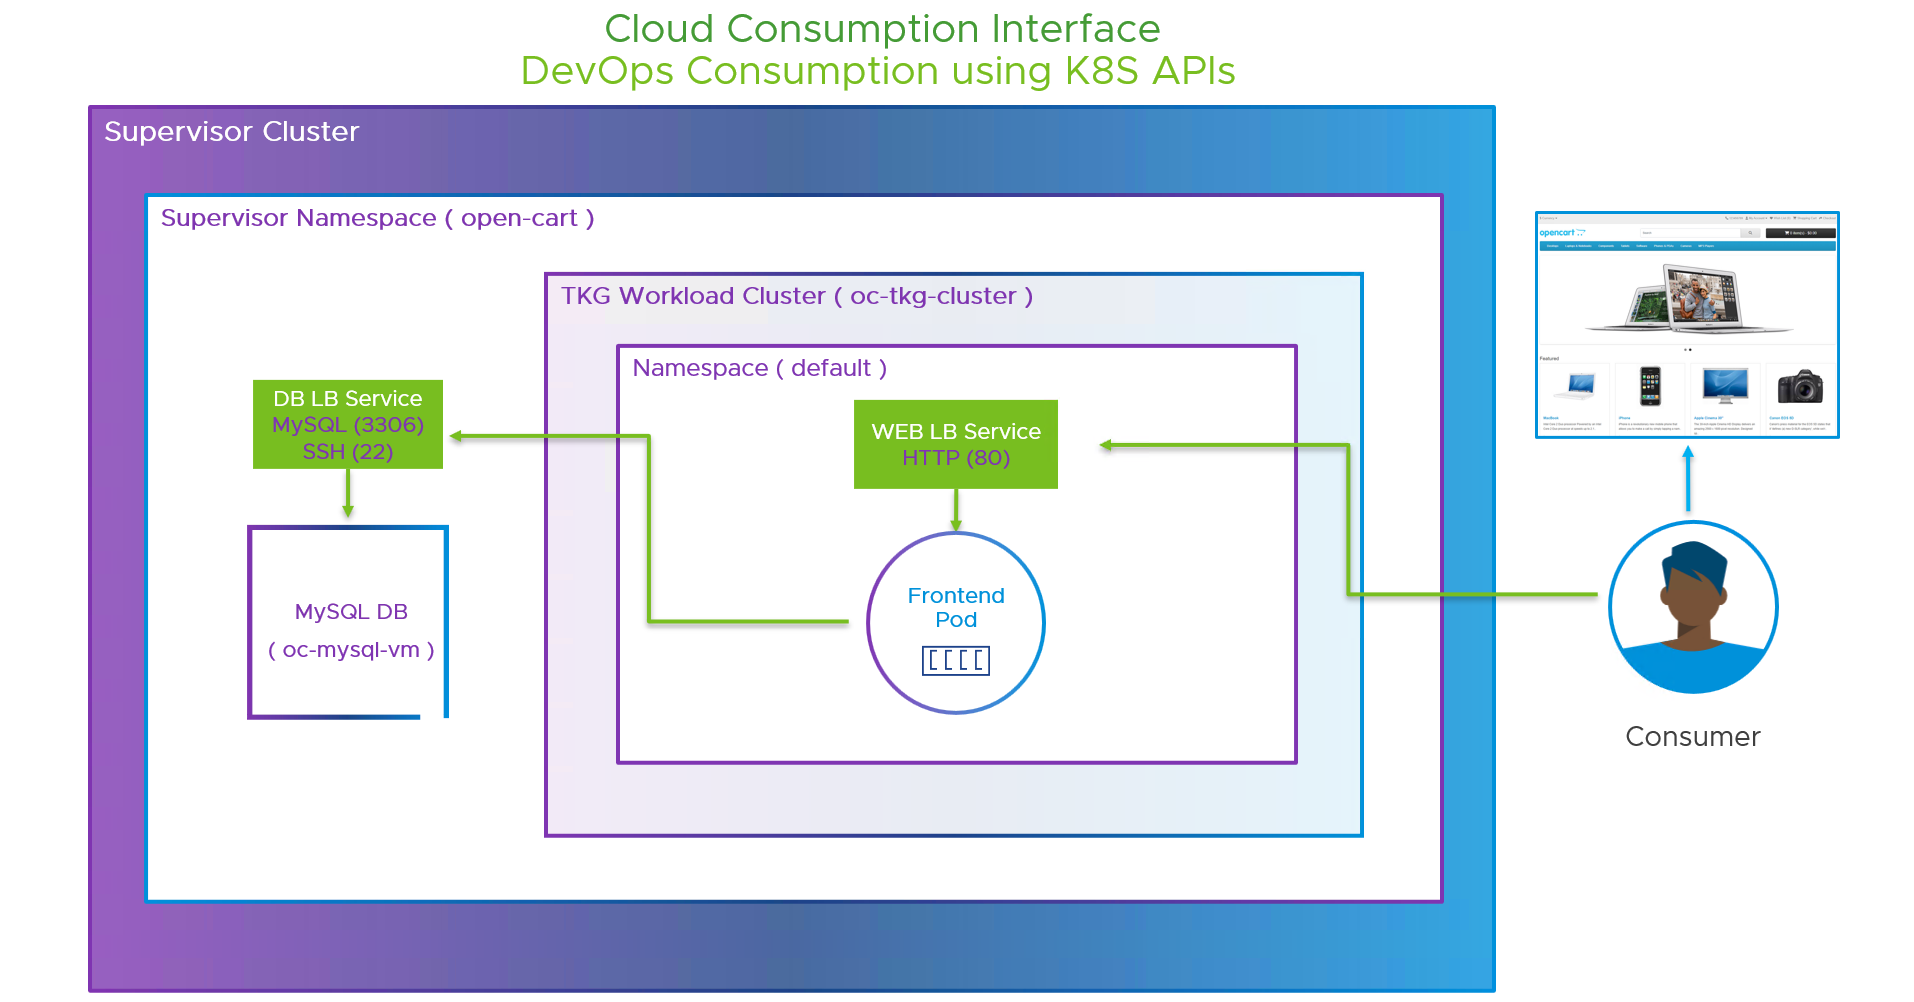 Cloud Consumption Interface
DevOps Consumption using K8S APIs
Supervisor Cluster
Supervisor Namespace ( open-cart )
TKG Workload Cluster ( oc-tkg-cluster )
Namespace ( default )
DB LB Service
MySQL (3306)
SSH (22)
WEB LB Service
HTTP (80)
MySQL DB
( oc-mysql-vm )
Frontend
Pod
opencart
Featured
Consumer